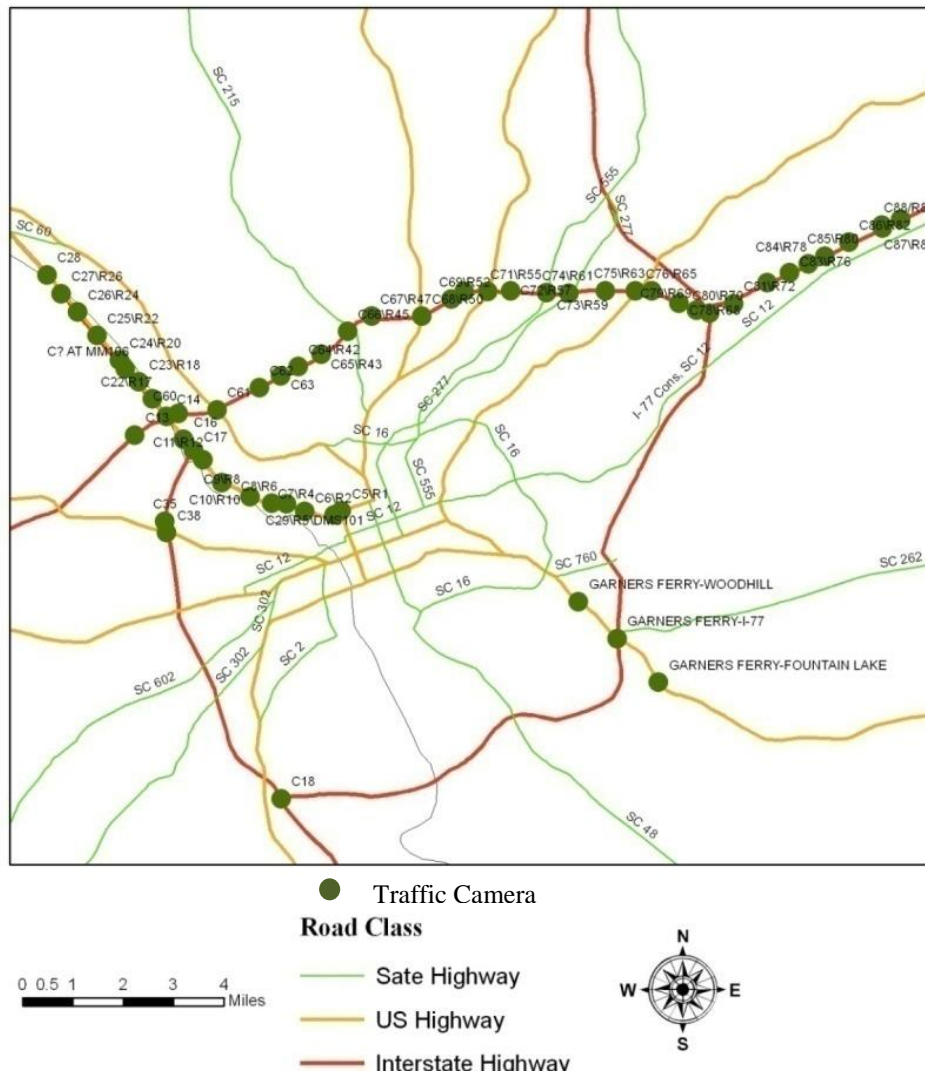 SC 215
SC 555
SC 277
SC 60
C88/R8
C86\R82
C87\R8
C85\R80
C84/R78
C83\R76
C28
C27\R26
C26\R24
C25\R22
C24\R20
C? AT MM106
C23\R18
C22\R17
C69\R52
C71\R55
C74\R61
C75\R63
C76\R65
C67\R47
C68\R50
C72\R57
C73\R59
C79\R69
C80\R70
C81\R72
C78\R68
SC 12
C66\R45
C64\R42
C65\R43
C62
C63
C61
C60
C14
C16
C13
C17
C11\R12
SC 277
I-77 Cons, SC 12
SC 16
SC 16
SC 555
C9\R8
C10\R10
C8\R6
C7\R4
C6\R2
C5\R1
C29\R5\DMS101
SC 12
C35
C38
SC 12
SC 760
SC 262
SC 16
GARNERS FERRY-WOODHILL
SC 302
GARNERS FERRY-I-77
SC 2
SC 302
SC 602
GARNERS FERRY-FOUNTAIN LAKE
C18
SC 48
Traffic Camera
Road Class
Sate Highway
US Highway
Interstate Highway
0 0.5 1 2 3 4
Miles
N
W E
S